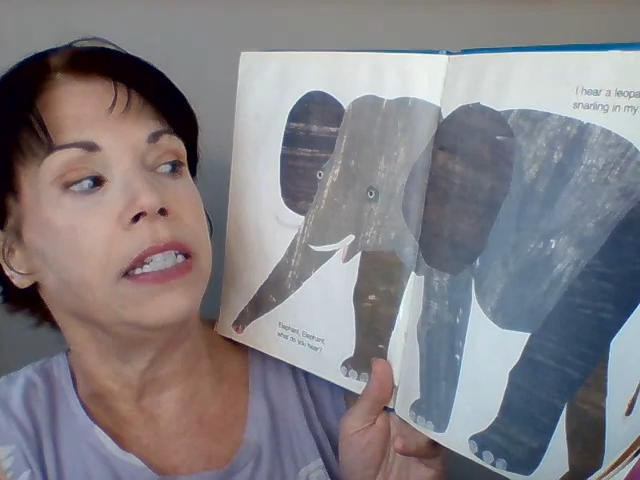 Elephant, Elephant,
what do you hear?
I hear a leopa
snarling in my